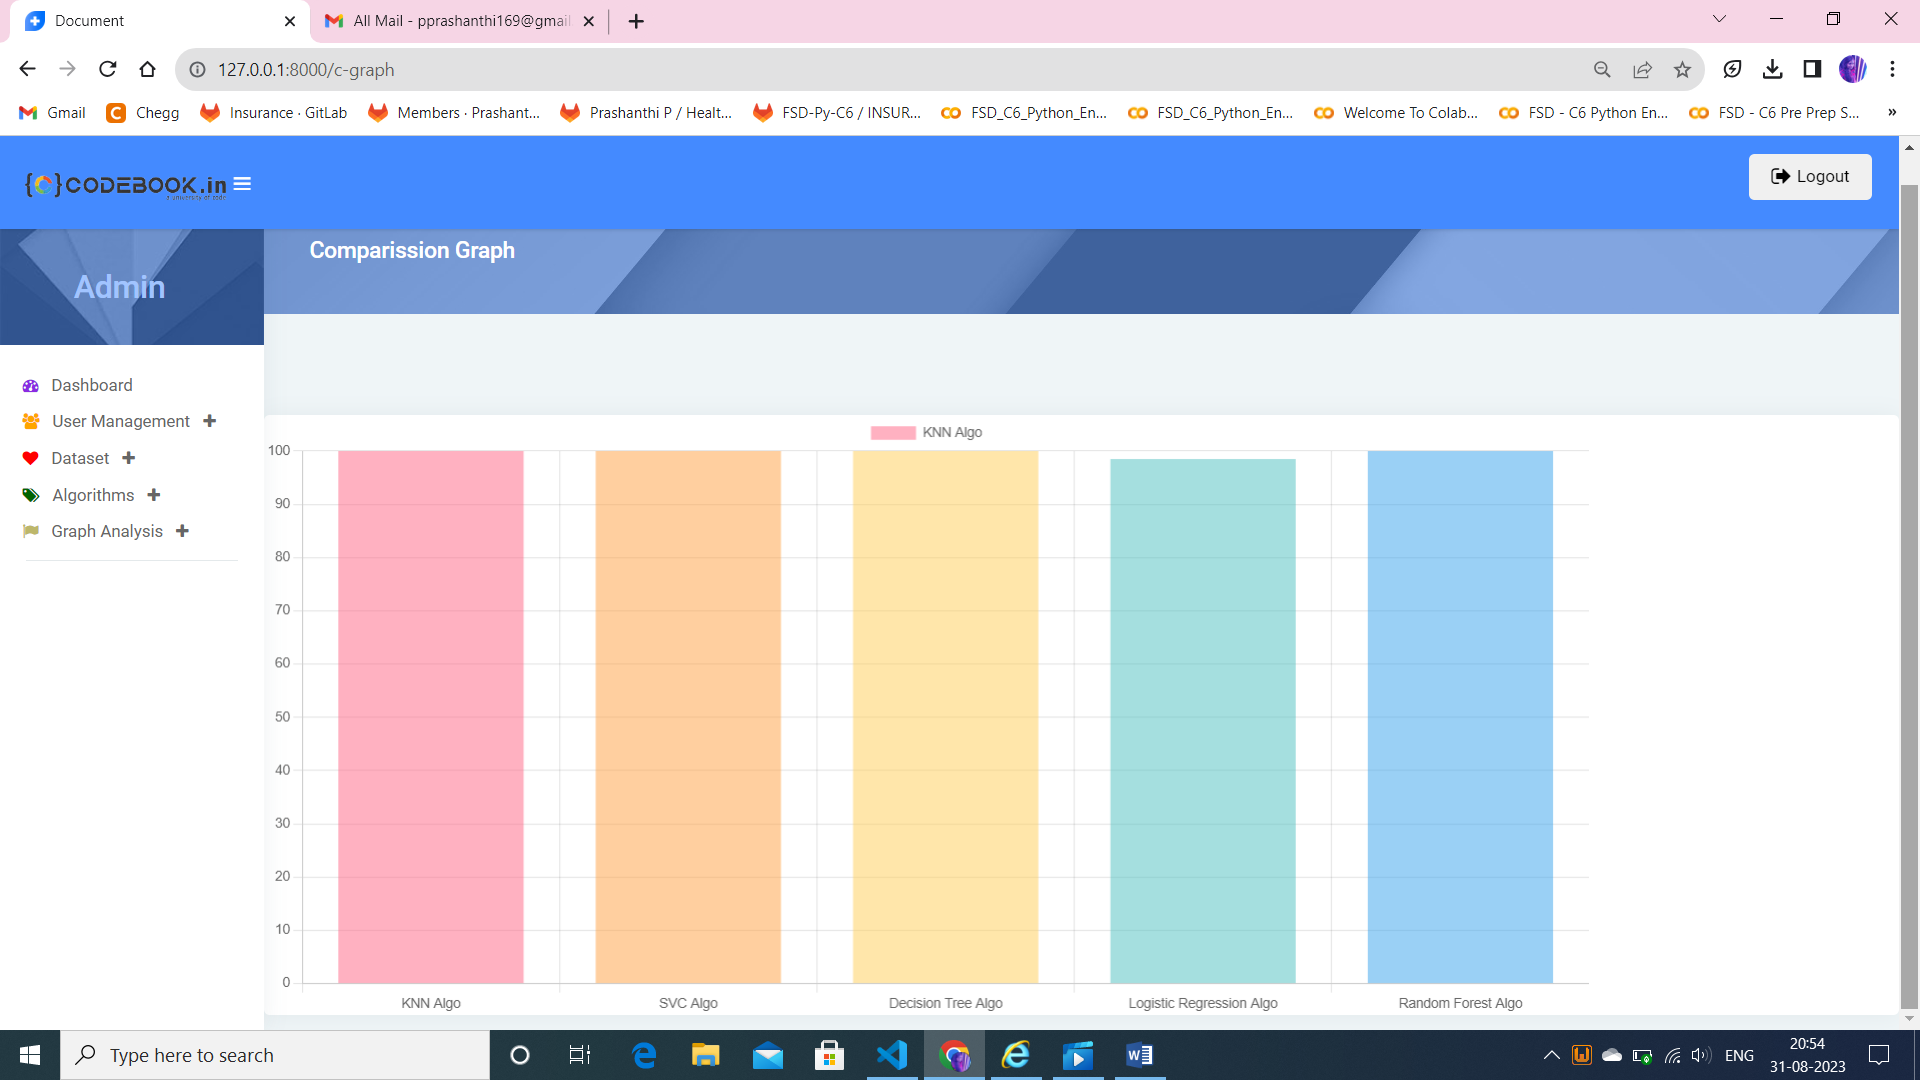 Document
All Mail - pprashanthi169@gmail.
127.0.0.1:8000/c-graph
Gmail
Chegg
Insurance · GitLab
Members · Prashant...
Prashanthi P / Healt...
FSD-Py-C6 / INSUR...
FSD_C6_Python_En...
FSD_C6_Python_En...
Welcome To Colab...
FSD - C6 Python En...
FSD - C6 Pre Prep S...
»
{C}CODEBOOK.in
a university of code
Logout
Admin
Comparission Graph
Dashboard
User Management
Dataset
Algorithms
Graph Analysis
KNN Algo
100
90
80
70
60
50
40
30
20
10
0
KNN Algo
SVC Algo
Decision Tree Algo
Logistic Regression Algo
Random Forest Algo
Type here to search
ENG
20:54
31-08-2023